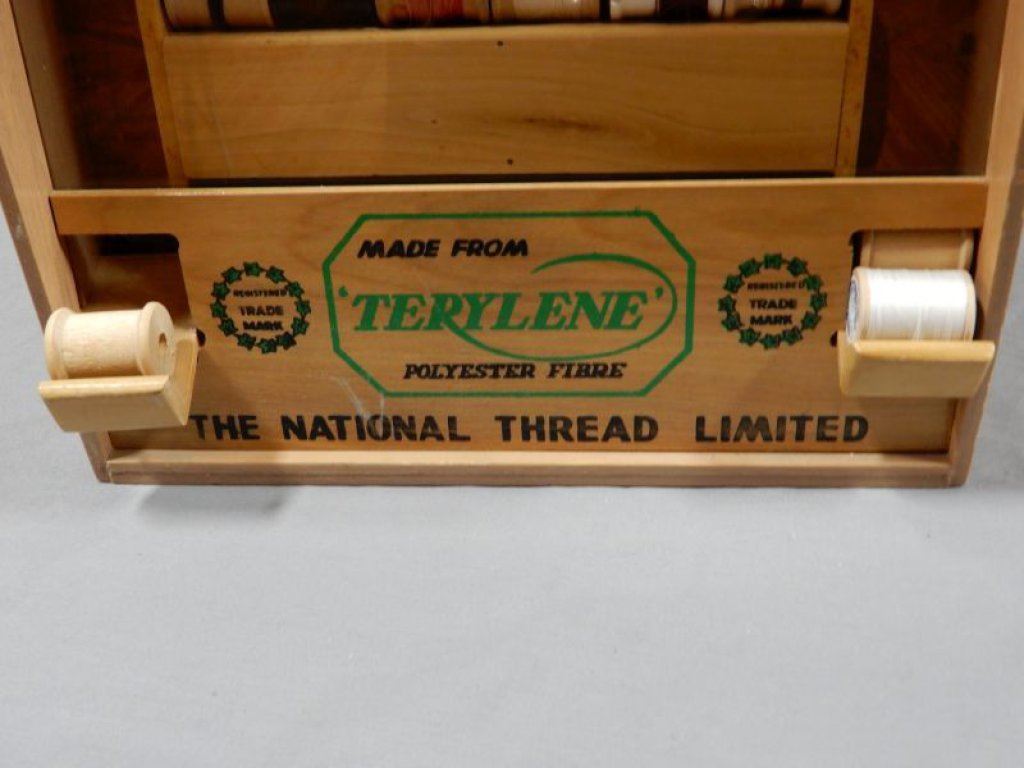 MADE FROM
'TERYLENE'
POLYESTER FIBRE
REGISTERED
TRADE
MARK
REGISTERED
TRADE
MARK
THE NATIONAL THREAD LIMITED